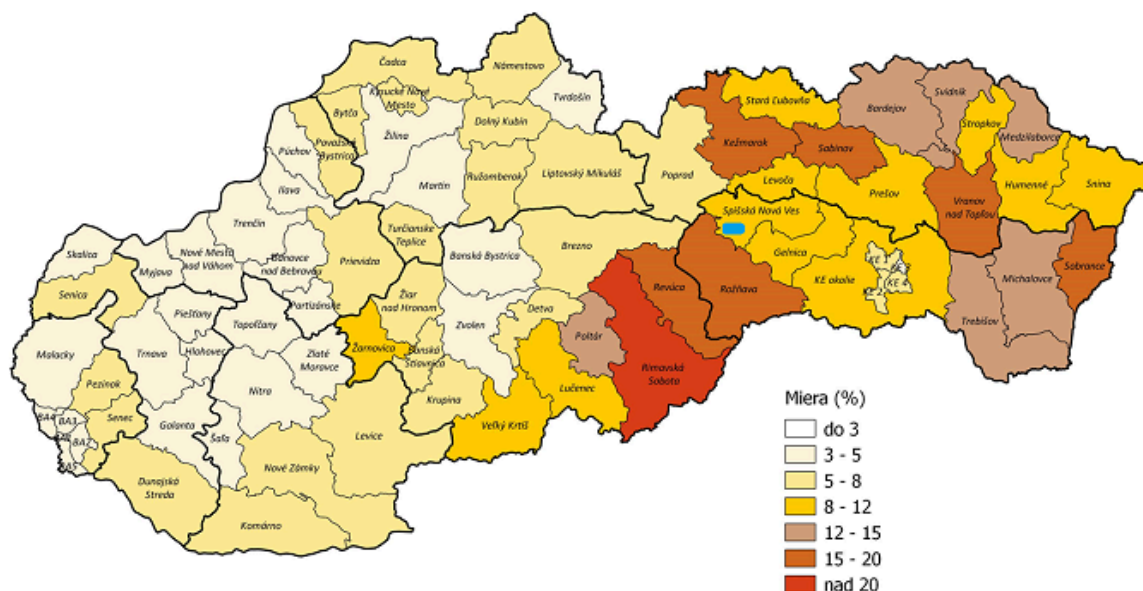 Čadca
Námestovo
Kysucké Nové
Mesto
Tvrdošín
Bytča
Dolný Kubín
Považská
Bystrica
Púchov
Žilina
Ilava
Martin
Ružomberok
Liptovský Mikuláš
Poprad
Stará Ľubovňa
Kežmarok
Sabinov
Bardejov
Svidník
Stropkov
Medzilaborce
Levoča
Prešov
Vranov
nad Topľou
Humenné
Snina
Spišská Nová Ves
Gelnica
KE okolie
KE 1
KE 2
KE 3
KE 4
Rožňava
Michalovce
Sobrance
Trebišov
Trenčín
Turčianske
Teplice
Skalica
Myjava
Nové Mesto
nad Váhom
Bánovce
nad Bebravou
Prievidza
Banská Bystrica
Brezno
Senica
Partizánske
Piešťany
Topoľčany
Žiar
nad Hronom
Zvolen
Detva
Revúca
Poltár
Rimavská
Sobota
Malacky
Trnava
Hlohovec
Zlaté
Moravce
Žarnovica
Banská
Štiavnica
Pezinok
Nitra
Krupina
Lučenec
Veľký Krtíš
Senec
Galanta
Šaľa
Levice
BA4
BA3
BA2
BA5
Nové Zámky
Dunajská
Streda
Komárno
Miera (%)
do 3
3 - 5
5 - 8
8 - 12
12 - 15
15 - 20
nad 20